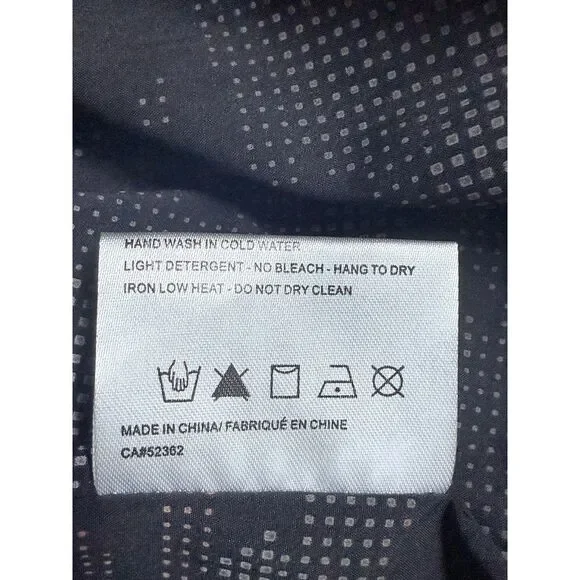 HAND WASH IN COLD WATER
LIGHT DETERGENT - NO BLEACH - HANG TO DRY
IRON LOW HEAT - DO NOT DRY CLEAN
MADE IN CHINA/ FABRIQUÉ EN CHINE
CA#52362